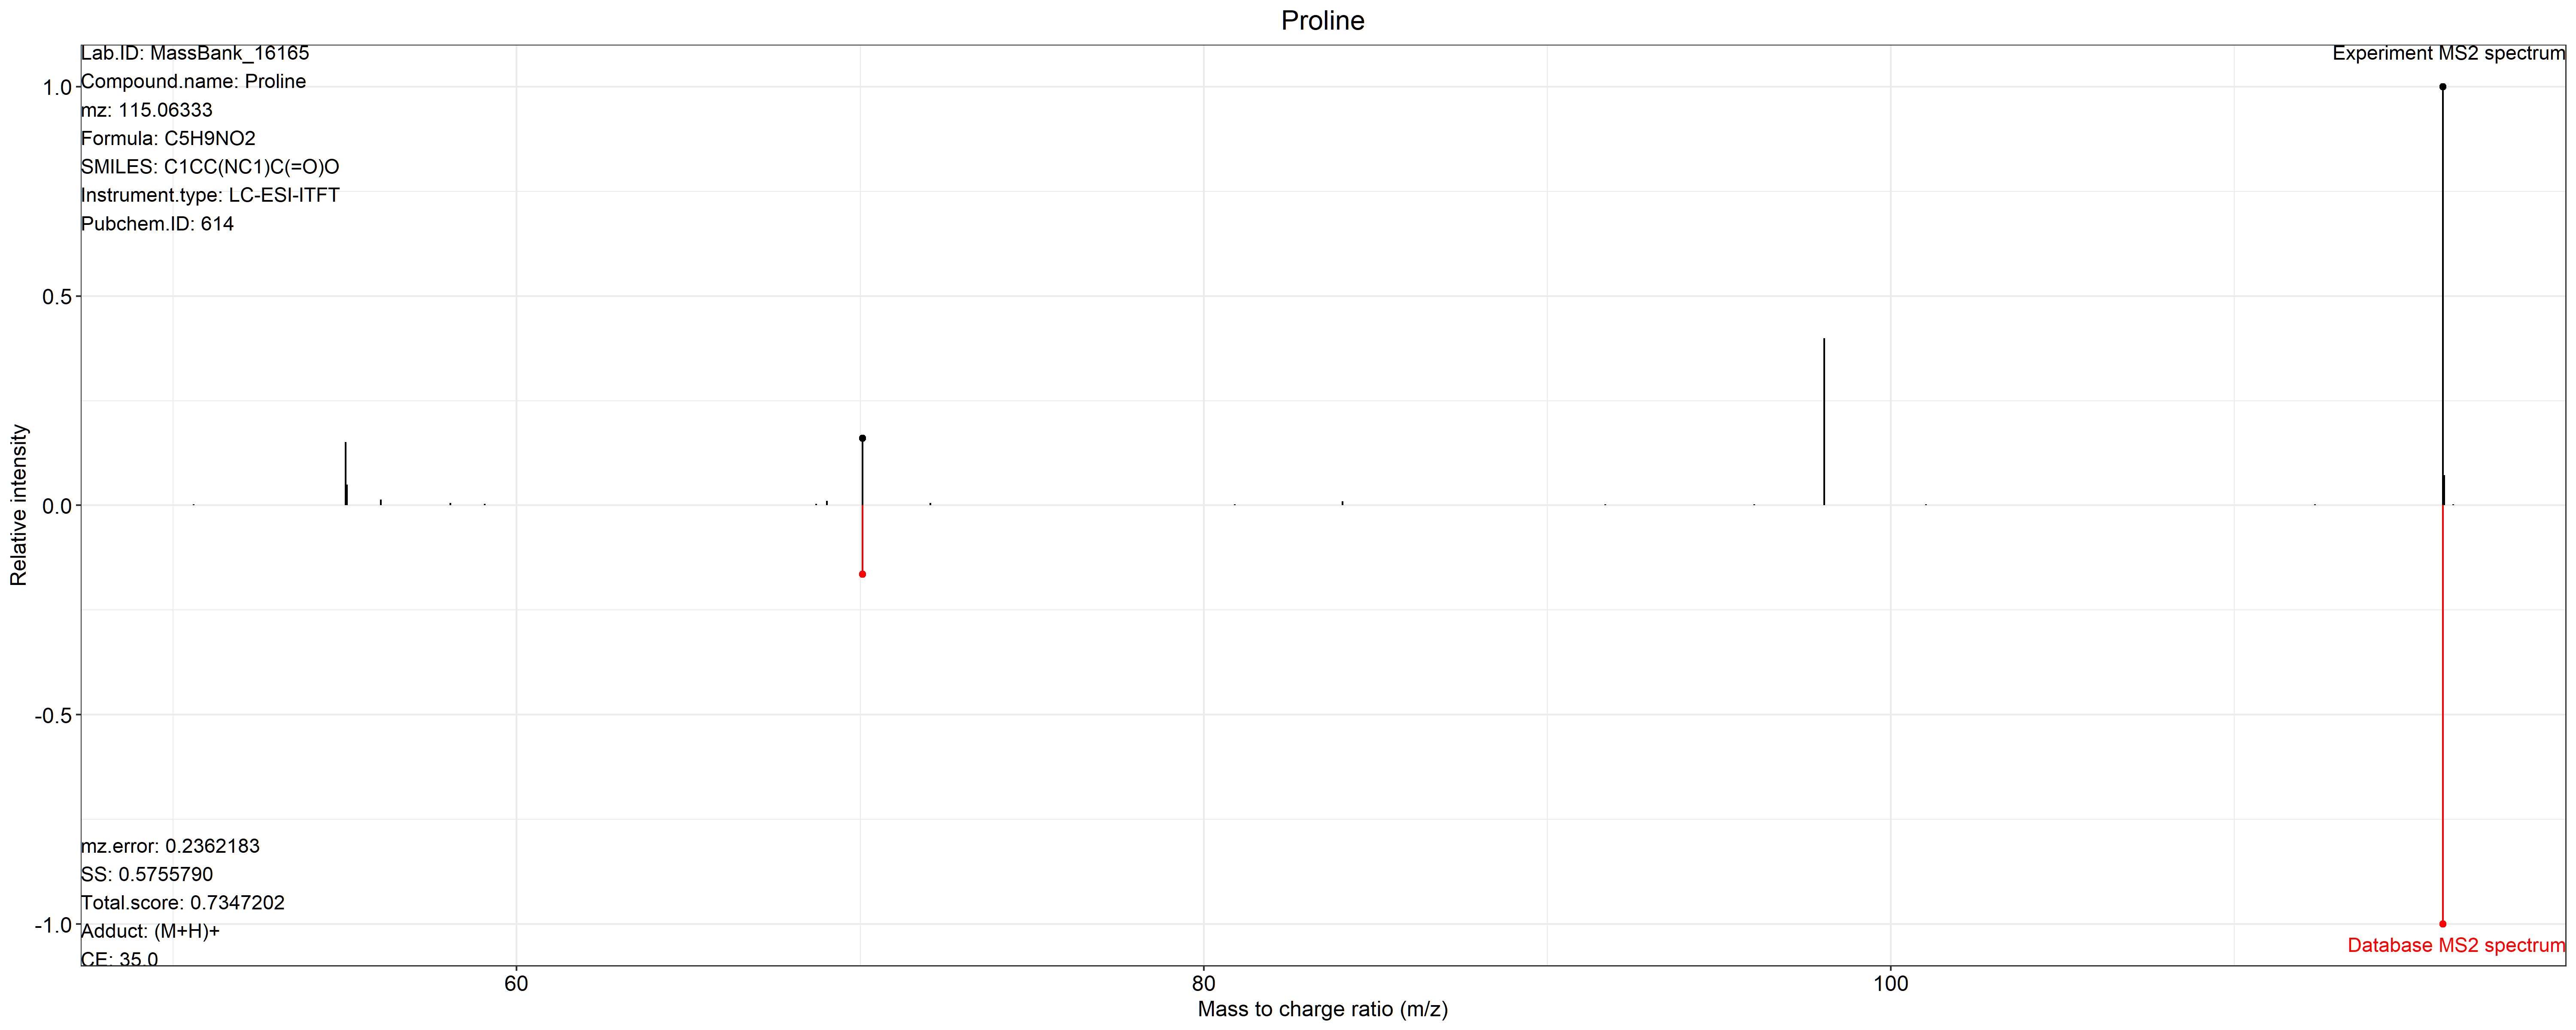 Proline
Lab.ID: MassBank_16165
Experiment MS2 spectrum
Compound.name: Proline
mz: 115.06333
Formula: C5H9NO2
SMILES: C1CC(NC1)C(=O)O
Instrument.type: LC-ESI-ITFT
Pubchem.ID: 614
1.0
0.5
0.0
-0.5
-1.0
Relative intensity
mz.error: 0.2362183
SS: 0.5755790
Total.score: 0.7347202
Adduct: (M+H)+
CE: 35.0
Database MS2 spectrum
60
80
100
Mass to charge ratio (m/z)